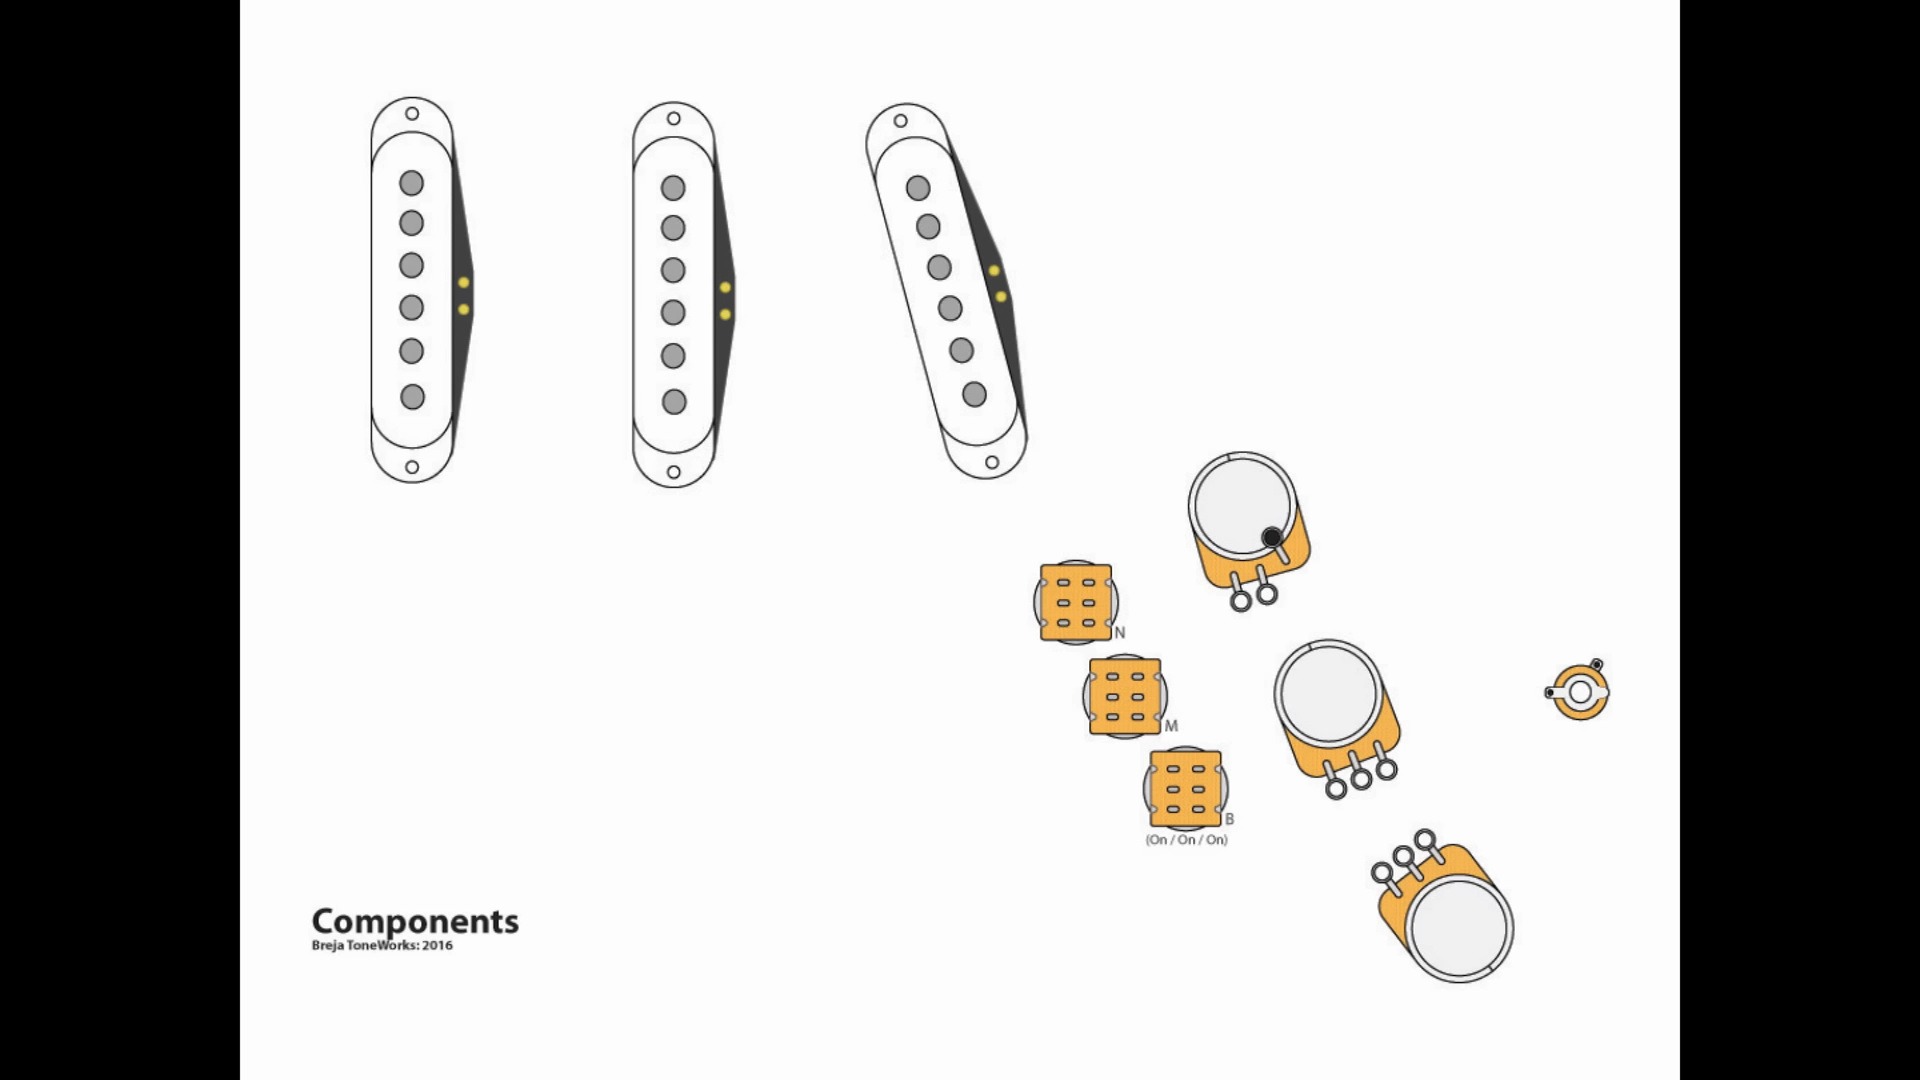 N
M
B
(On / On / On)
Components
Breja ToneWorks: 2016